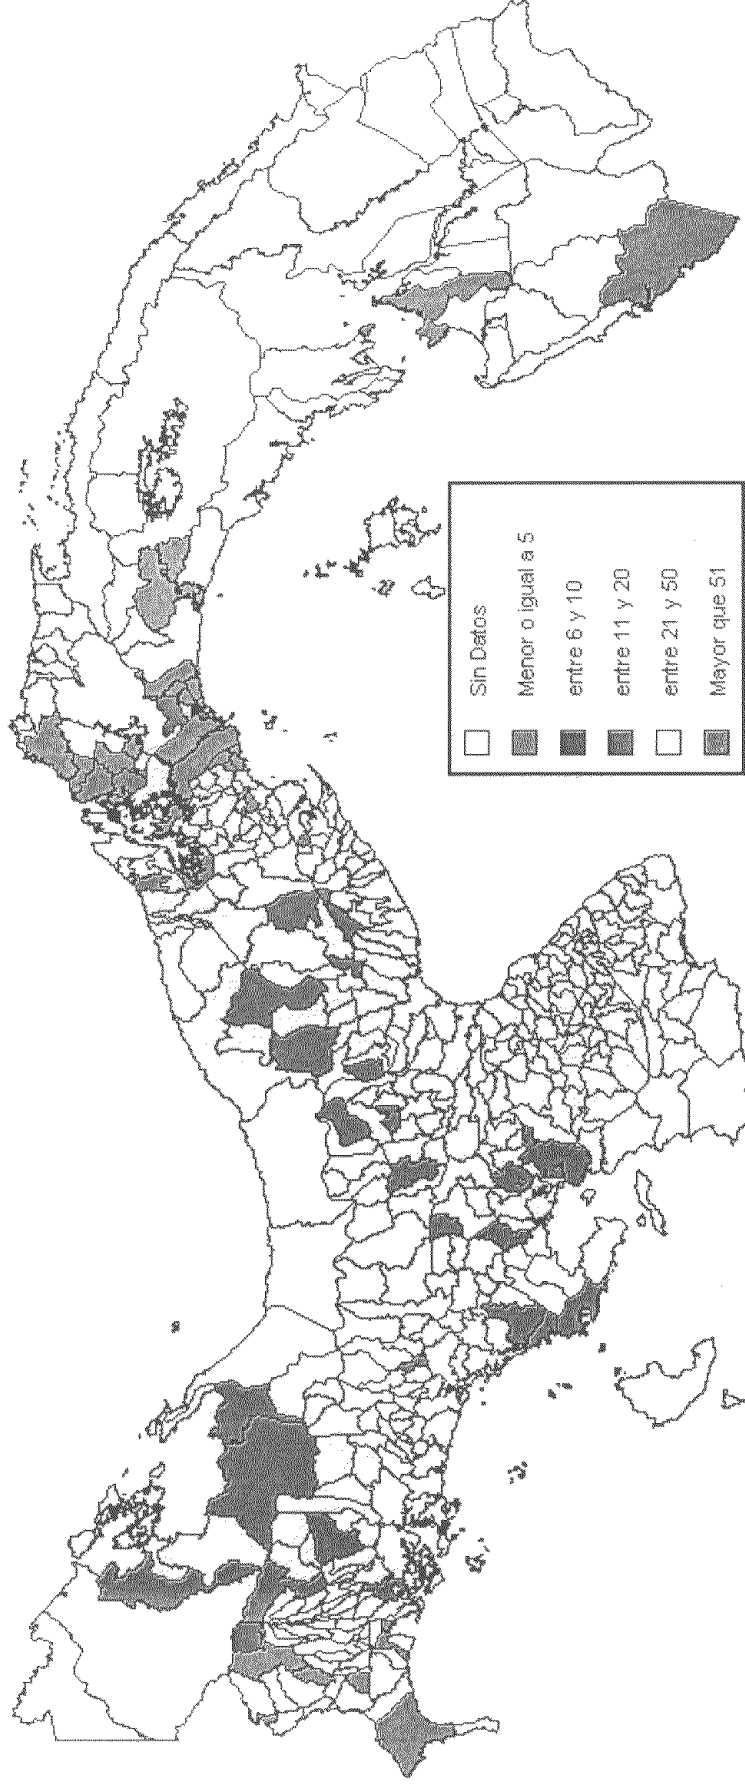 Sin Datos
Menor o igual a 5
entre 6 y 10
entre 11 y 20
entre 21 y 50
Mayor que 51